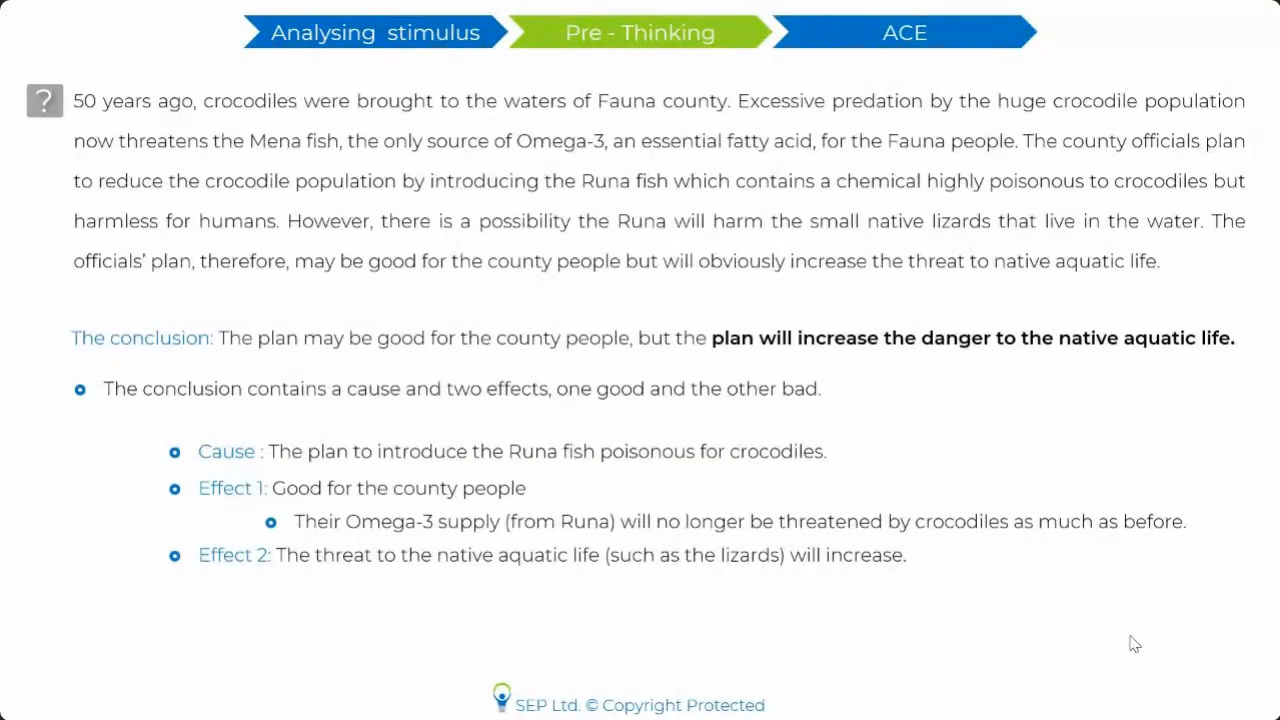 Analysing stimulus
Pre - Thinking
ACE
?
50 years ago, crocodiles were brought to the waters of Fauna county. Excessive predation by the huge crocodile population
now threatens the Mena fish, the only source of Omega-3, an essential fatty acid, for the Fauna people. The county officials plan
to reduce the crocodile population by introducing the Runa fish which contains a chemical highly poisonous to crocodiles but
harmless for humans. However, there is a possibility the Runa will harm the small native lizards that live in the water. The
officials' plan, therefore, may be good for the county people but will obviously increase the threat to native aquatic life.
The conclusion: The plan may be good for the county people, but the plan will increase the danger to the native aquatic life.
The conclusion contains a cause and two effects, one good and the other bad.
Cause : The plan to introduce the Runa fish poisonous for crocodiles.
Effect 1: Good for the county people
Their Omega-3 supply (from Runa) will no longer be threatened by crocodiles as much as before.
Effect 2: The threat to the native aquatic life (such as the lizards) will increase.
SEP Ltd. © Copyright Protected